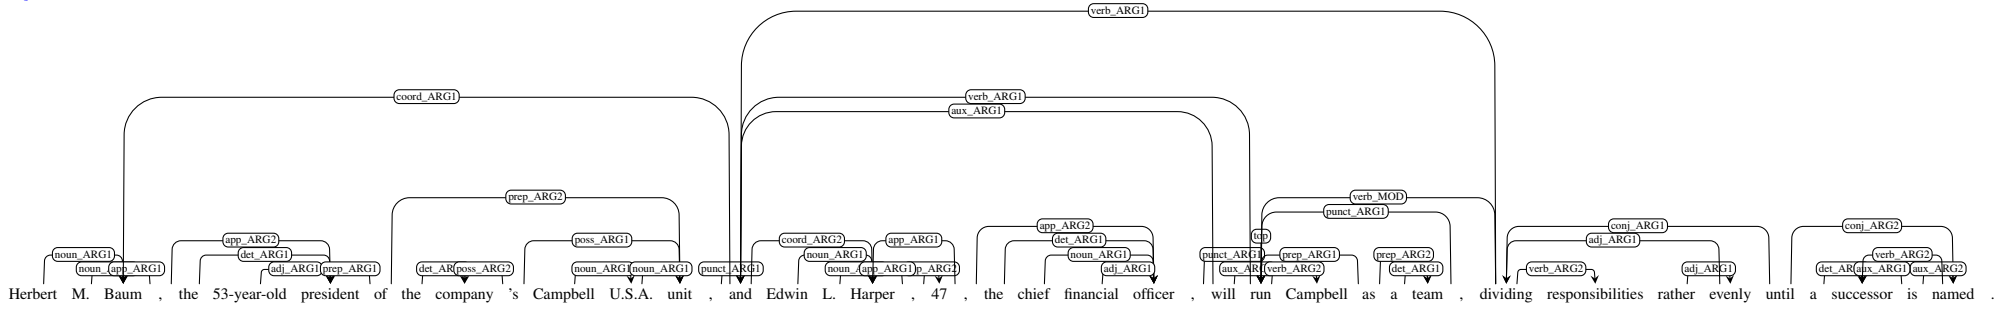 verb_ARG1
coord_ARG1 verb_ARG1
aux_ARG1
prep_ARG2 verb_MOD
punct_ARG1
app_ARG2 conj_ARG1 conj_ARG2
app_ARG2 poss_ARG1 coord_ARG2 app_ARG1 det_ARG1 top adj_ARG1
noun_ARG1 det_ARG1 noun_ARG1 noun_ARG1 punct_ARG1 prep_ARG1 prep_ARG2 verb_ARG2
app_ARG1 adj_ARG1 prep_ARG1 poss_ARG2 noun_ARG1 noun_ARG1 punct_ARG1 app_ARG1 adj_ARG1 verb_ARG2 det_ARG1 verb_ARG2 adj_ARG1 aux_ARG1 aux_ARG2
Herbert M. Baum , the 53-year-old president of the company 's Campbell U.S.A. unit , and Edwin L. Harper , 47 , the chief financial officer , will run Campbell as a team , dividing responsibilities rather evenly until a successor is named .